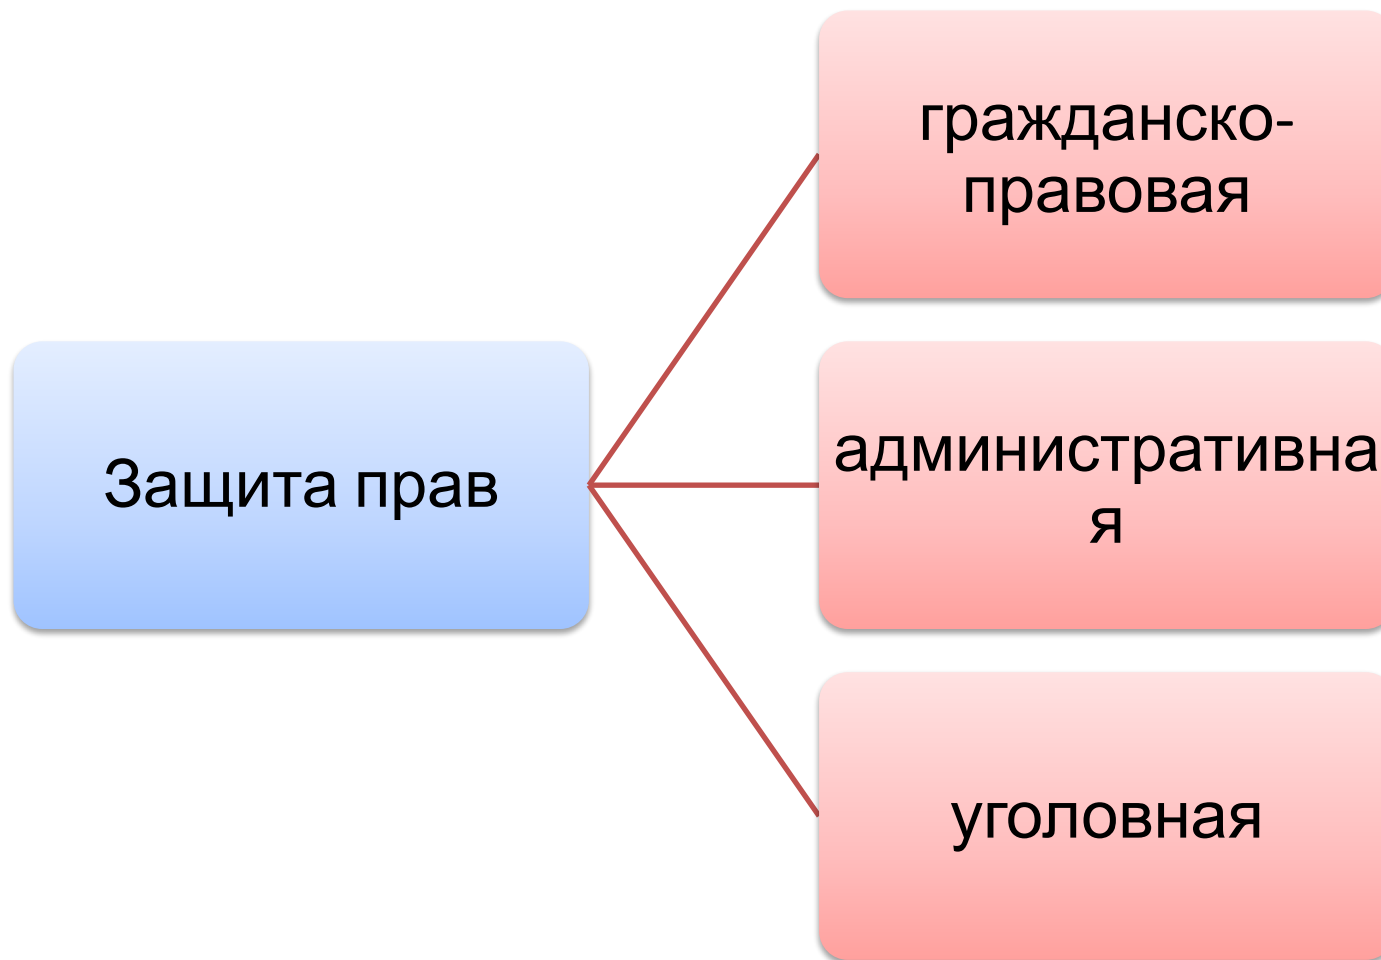 гражданско-
правовая
Защита прав
административна
я
уголовная